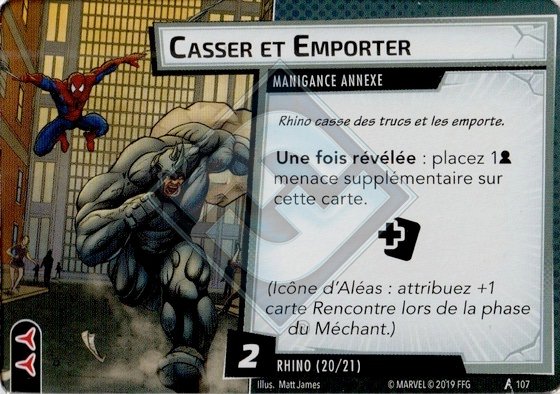 CASSER ET EMPORTER
MANIGANCE ANNEXE
Rhino casse des trucs et les emporte.
Une fois révélée : placez 1
menace supplémentaire sur
cette carte.
(Icône d'Aléas : attribuez +1
carte Rencontre lors de la phase
du Méchant.)
2
RHINO (20/21)
Illus. Matt James
© MARVEL © 2019 FFG
107